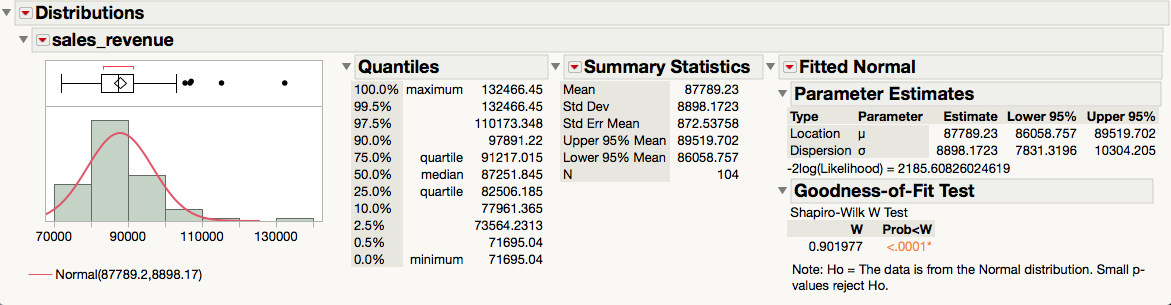 Distributions
sales_revenue
70000 90000 110000 130000
Normal(87789.2,8898.17)
Quantiles
100.0% maximum 132466.45
99.5% 132466.45
97.5% 110173.348
90.0% 97891.22
75.0% quartile 91217.015
50.0% median 87251.845
25.0% quartile 82506.185
10.0% 77961.365
2.5% 73564.2313
0.5% 71695.04
0.0% minimum 71695.04
Summary Statistics
Mean 87789.23
Std Dev 8898.1723
Std Err Mean 872.53758
Upper 95% Mean 89519.702
Lower 95% Mean 86058.757
N 104
Fitted Normal
Parameter Estimates
Type Parameter Estimate Lower 95% Upper 95%
Location μ 87789.23 86058.757 89519.702
Dispersion σ 8898.1723 7831.3196 10304.205
-2log(Likelihood) = 2185.60826024619
Goodness-of-Fit Test
Shapiro-Wilk W Test
W Prob<W
0.901977 <.0001*
Note: Ho = The data is from the Normal distribution. Small p-
values reject Ho.